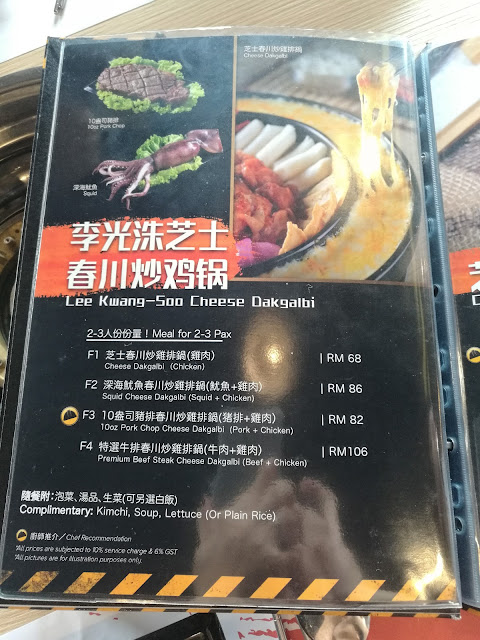 芝士春川炒雞排鍋
Cheese Dakgalbi
10盎司豬排
10oz Pork Chop
深海魷魚
Squid
李光洙芝士
春川炒鸡锅
Lee Kwang-Soo Cheese Dakgalbi
2-3人份份量！Meal for 2-3 Pax
F1 芝士春川炒雞排鍋(雞肉) | RM 68
Cheese Dakgalbi (Chicken)
F2 深海魷魚春川炒雞排鍋(魷魚+雞肉) | RM 86
Squid Cheese Dakgalbi (Squid + Chicken)
F3 10盎司豬排春川炒雞排鍋(猪排+雞肉) | RM 82
10oz Pork Chop Cheese Dakgalbi (Pork + Chicken)
F4 特選牛排春川炒雞排鍋(牛肉+雞肉) | RM106
Premium Beef Steak Cheese Dakgalbi (Beef + Chicken)
隨餐附：泡菜、湯品、生菜(可另選白飯)
Complimentary: Kimchi, Soup, Lettuce (Or Plain Rice)
廚師推介／Chef Recommendation
*All prices are subjected to 10% service charge & 6% GST
*All pictures are for illustration purposes only.